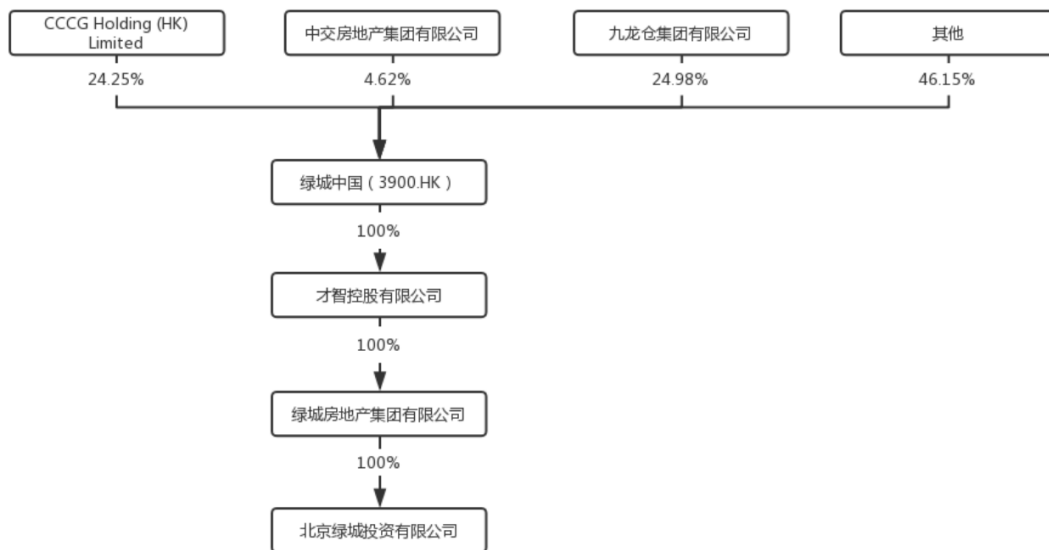 CCCG Holding (HK)
Limited
中交房地产集团有限公司
九龙仓集团有限公司
其他
24.25%
4.62%
24.98%
46.15%
绿城中国（3900.HK）
100%
才智控股有限公司
100%
绿城房地产集团有限公司
100%
北京绿城投资有限公司